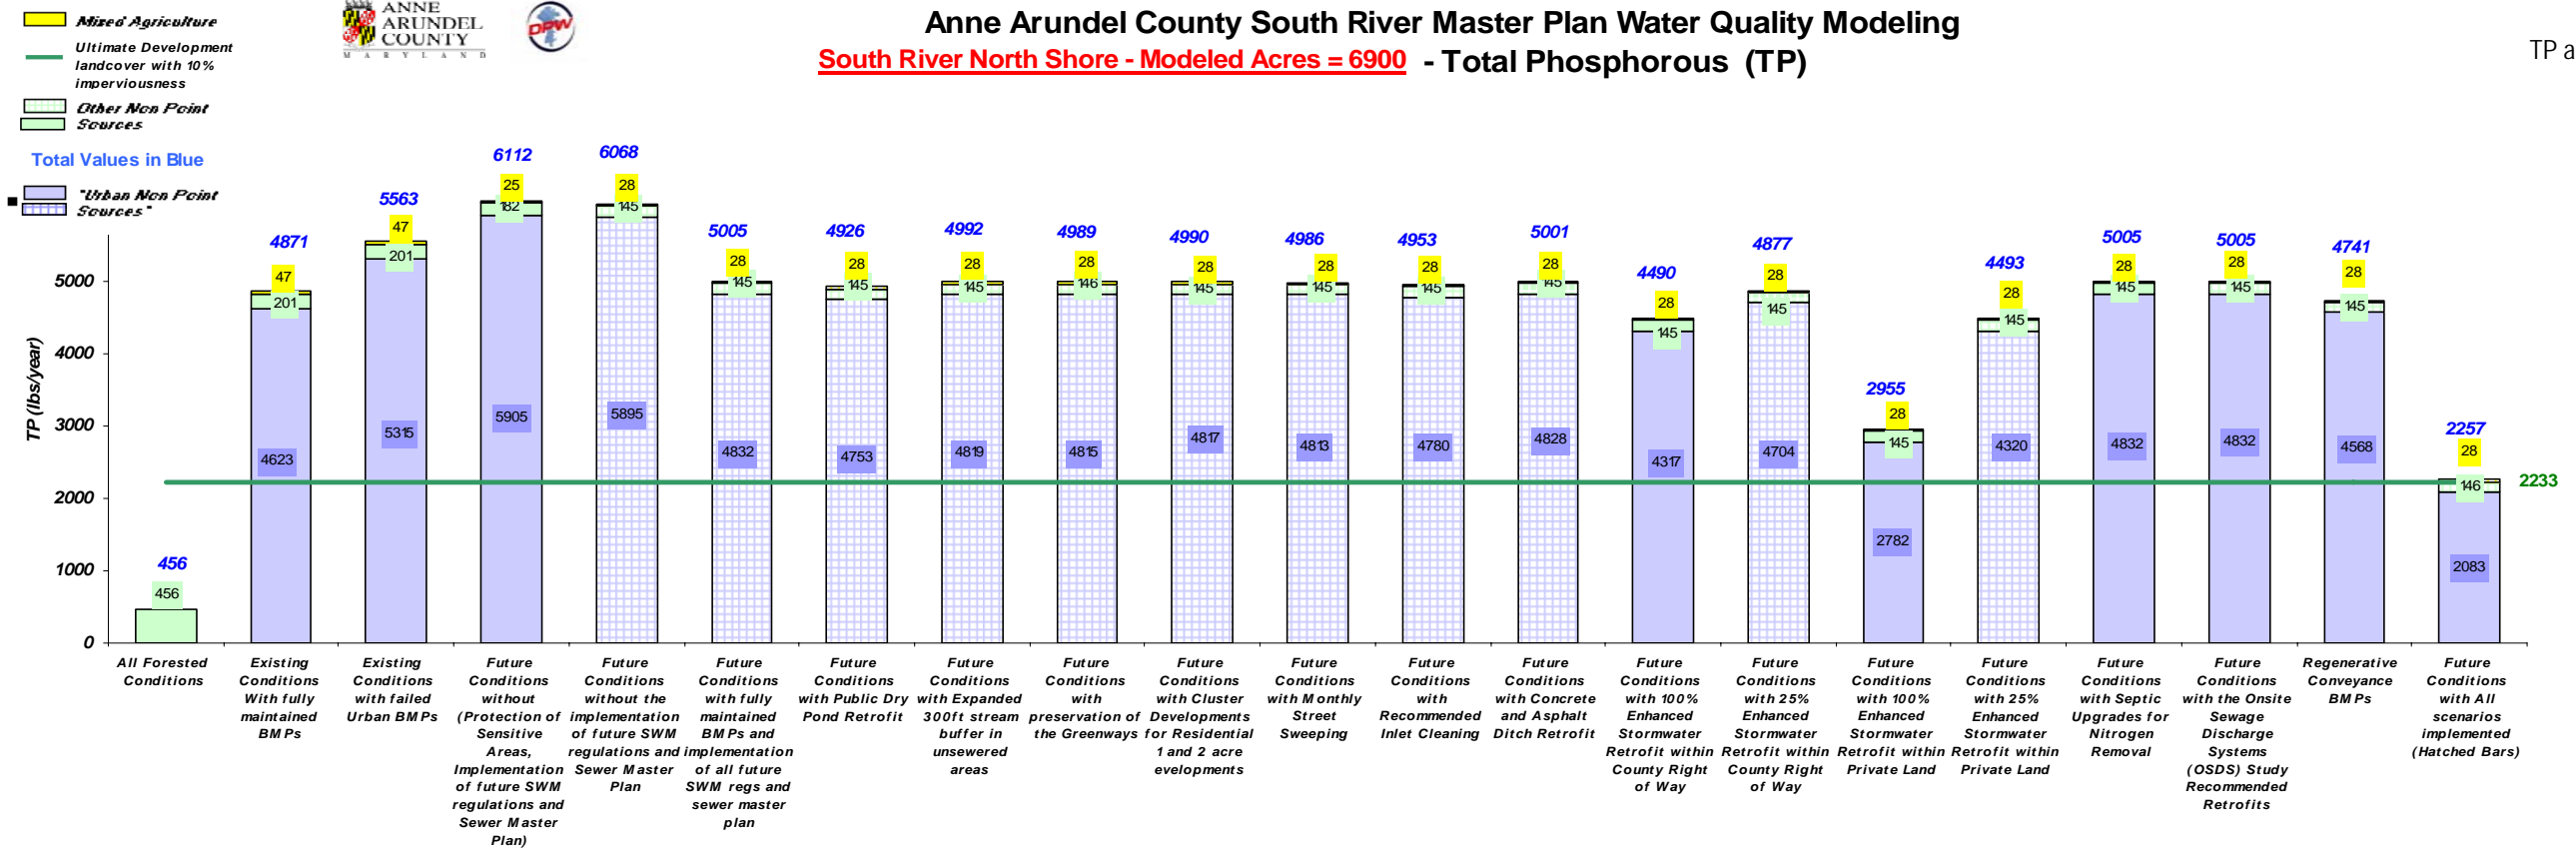 Mixed Agriculture
Ultimate Development
landcover with 10%
imperviousness
Other Non Point
Sources
Total Values in Blue
"Urban Non Point
Sources"
ANNE
ARUNDEL
COUNTY
MARYLAND
DPW
Anne Arundel County South River Master Plan Water Quality Modeling
South River North Shore - Modeled Acres = 6900 - Total Phosphorous (TP)
TP a
TP (lbs/year)
5000
4000
3000
2000
1000
0
456
456
4871
47
201
4623
5563
47
201
5315
6112
25
182
5905
6068
28
145
5895
5005
28
145
4832
4926
28
145
4753
4992
28
145
4819
4989
28
146
4815
4990
28
145
4817
4986
28
145
4813
4953
28
145
4780
5001
28
145
4828
4490
28
145
4317
4877
28
145
4704
2955
28
145
2782
4493
28
145
4320
5005
28
145
4832
5005
28
145
4832
4741
28
145
4568
2257
28
146
2083
2233
All Forested
Conditions
Existing
Conditions
With fully
maintained
BMPs
Existing
Conditions
with failed
Urban BMPs
Future
Conditions
without
(Protection of
Sensitive
Areas,
Implementation
of future SWM
regulations and
Sewer Master
Plan)
Future
Conditions
without the
implementation
of future SWM
regulations and
Sewer Master
Plan
Future
Conditions
with fully
maintained
BMPs and
implementation
of all future
SWM regs and
sewer master
plan
Future
Conditions
with Public Dry
Pond Retrofit
Future
Conditions
with Expanded
300ft stream
buffer in
unsewered
areas
Future
Conditions
with
preservation of
the Greenways
Future
Conditions
with Cluster
Developments
for Residential
1 and 2 acre
evelopments
Future
Conditions
with Monthly
Street
Sweeping
Future
Conditions
with
Recommended
Inlet Cleaning
Future
Conditions
with Concrete
and Asphalt
Ditch Retrofit
Future
Conditions
with 100%
Enhanced
Stormwater
Retrofit within
County Right
of Way
Future
Conditions
with 25%
Enhanced
Stormwater
Retrofit within
County Right
of Way
Future
Conditions
with 100%
Enhanced
Stormwater
Retrofit within
Private Land
Future
Conditions
with 25%
Enhanced
Stormwater
Retrofit within
Private Land
Future
Conditions
with Septic
Upgrades for
Nitrogen
Removal
Future
Conditions
with the Onsite
Sewage
Discharge
Systems
(OSDS) Study
Recommended
Retrofits
Regenerative
Conveyance
BMPs
Future
Conditions
with All
scenarios
implemented
(Hatched Bars)